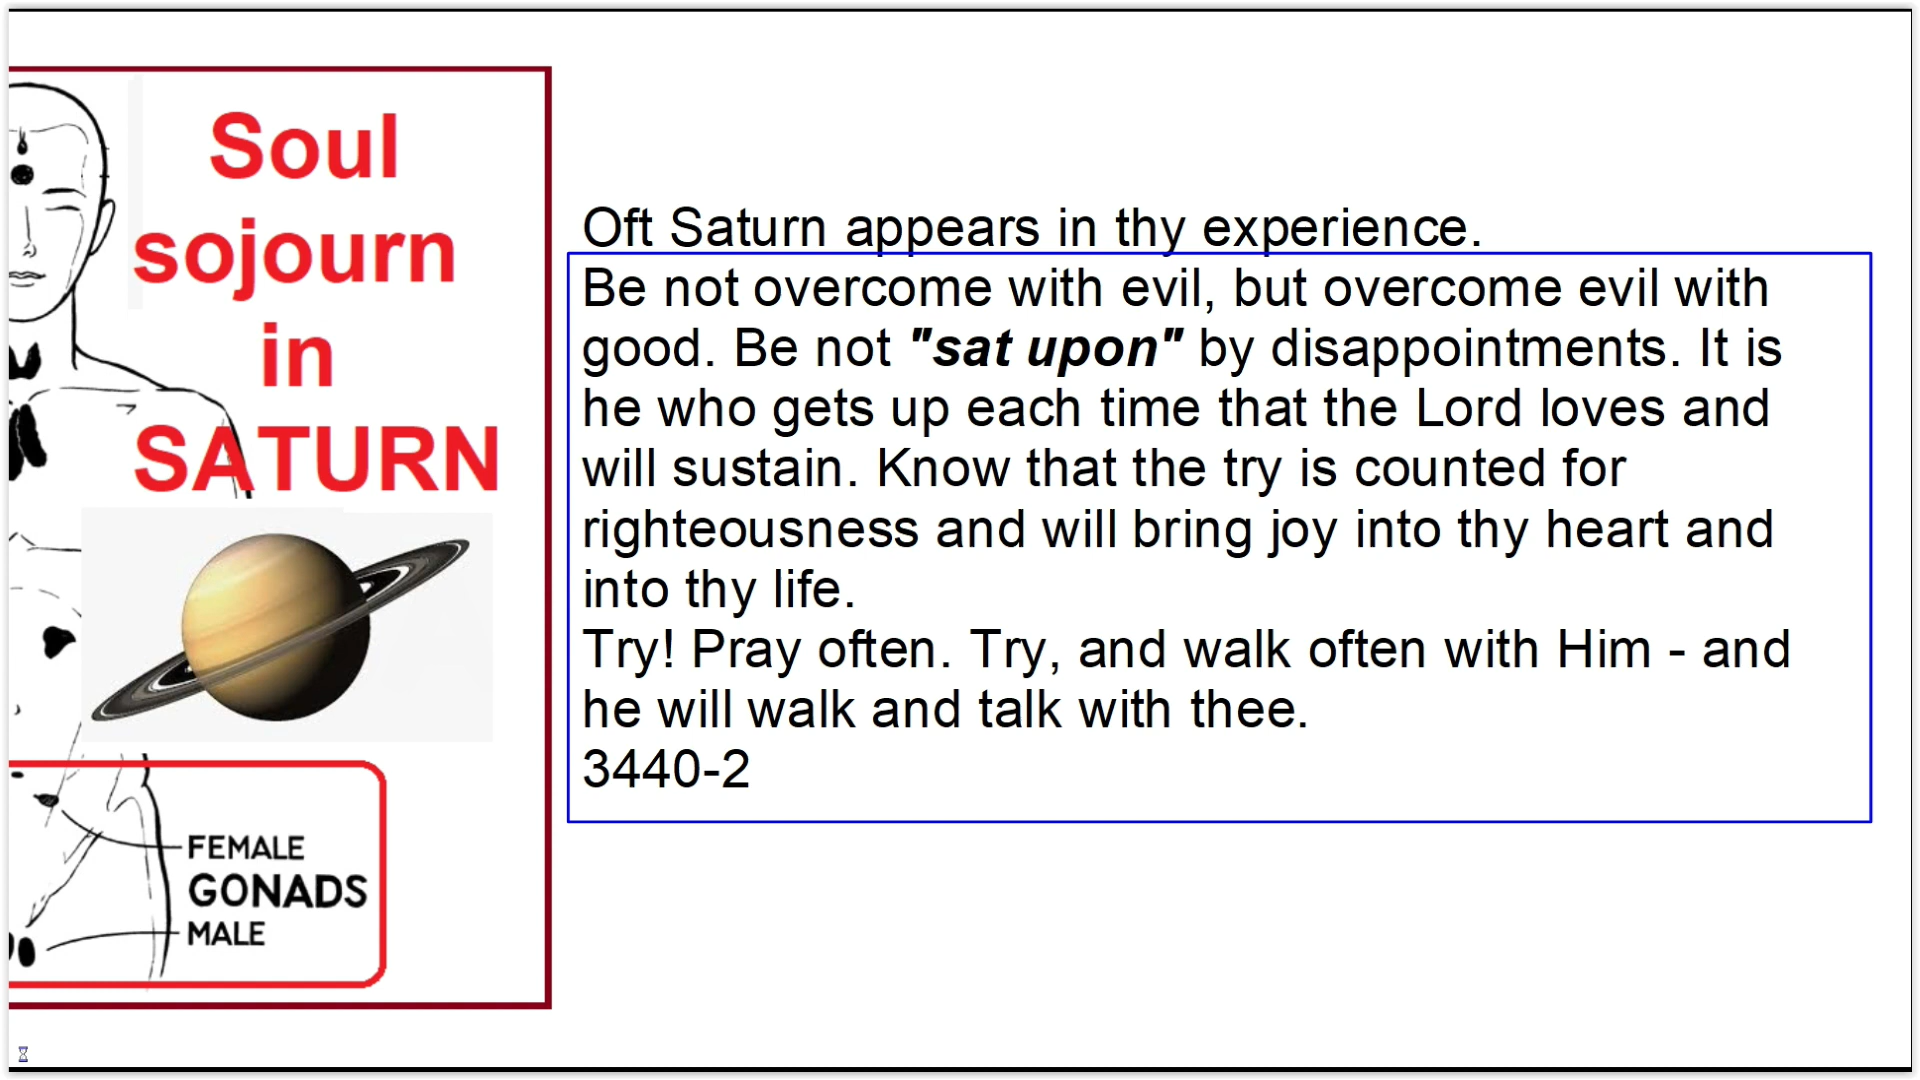 Soul
sojourn
in
SATURN
FEMALE
GONADS
MALE
Oft Saturn appears in thy experience.
Be not overcome with evil, but overcome evil with
good. Be not "sat upon" by disappointments. It is
he who gets up each time that the Lord loves and
will sustain. Know that the try is counted for
righteousness and will bring joy into thy heart and
into thy life.
Try! Pray often. Try, and walk often with Him - and
he will walk and talk with thee.
3440-2